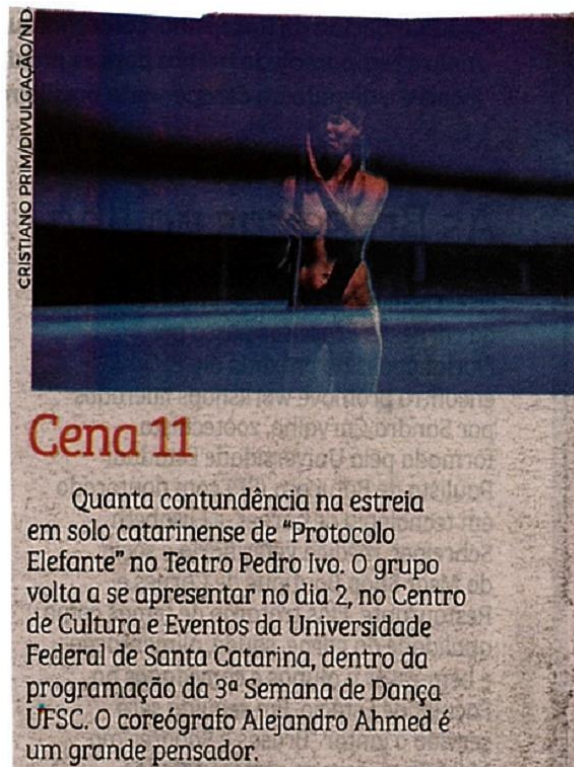 CRISTIANO PRIM/DIVULGAÇÃO/ND
Cena 11
Quanta contundência na estreia
em solo catarinense de “Protocolo
Elefante” no Teatro Pedro Ivo. O grupo
volta a se apresentar no dia 2, no Centro
de Cultura e Eventos da Universidade
Federal de Santa Catarina, dentro da
programação da 3ª Semana de Dança
UFSC. O coreógrafo Alejandro Ahmed é
um grande pensador.